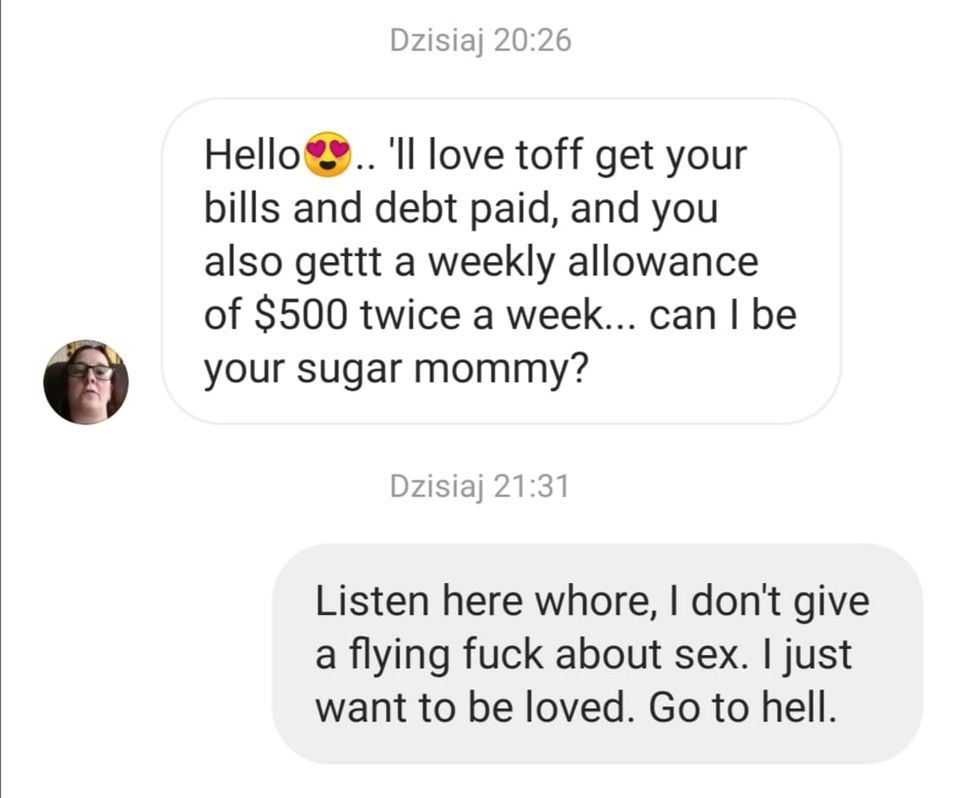 Dzisiaj 20:26
Hello😍.. 'll love toff get your
bills and debt paid, and you
also gettt a weekly allowance
of $500 twice a week... can I be
your sugar mommy?
Dzisiaj 21:31
Listen here whore, I don't give
a flying fuck about sex. I just
want to be loved. Go to hell.